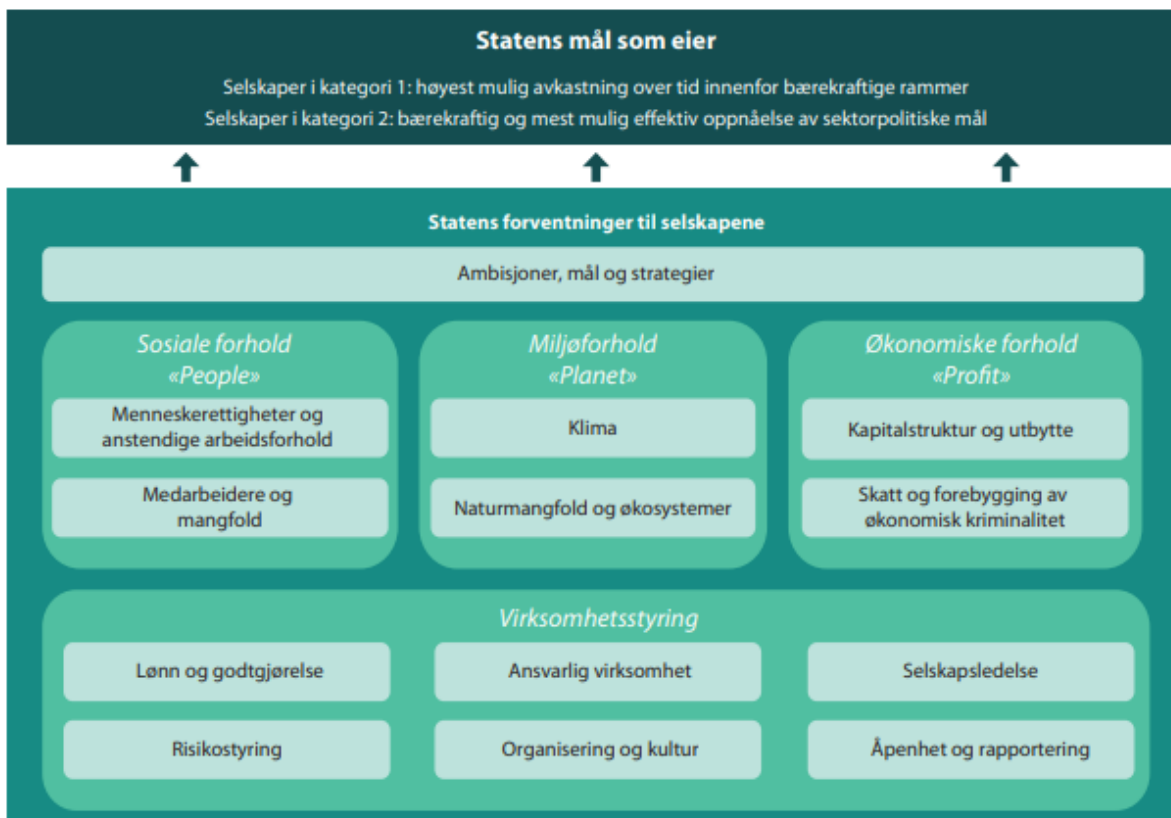 Statens mål som eier
Selskaper i kategori 1: høyest mulig avkastning over tid innenfor bærekraftige rammer
Selskaper i kategori 2: bærekraftig og mest mulig effektiv oppnåelse av sektorpolitiske mål
Statens forventninger til selskapene
Ambisjoner, mål og strategier
Sosiale forhold
«People»
Menneskerettigheter og
anstendige arbeidsforhold
Medarbeidere og
mangfold
Miljøforhold
«Planet»
Klima
Naturmangfold og økosystemer
Økonomiske forhold
«Profit»
Kapitalstruktur og utbytte
Skatt og forebygging av
økonomisk kriminalitet
Virksomhetsstyring
Lønn og godtgjørelse
Ansvarlig virksomhet
Selskapsledelse
Risikostyring
Organisering og kultur
Åpenhet og rapportering